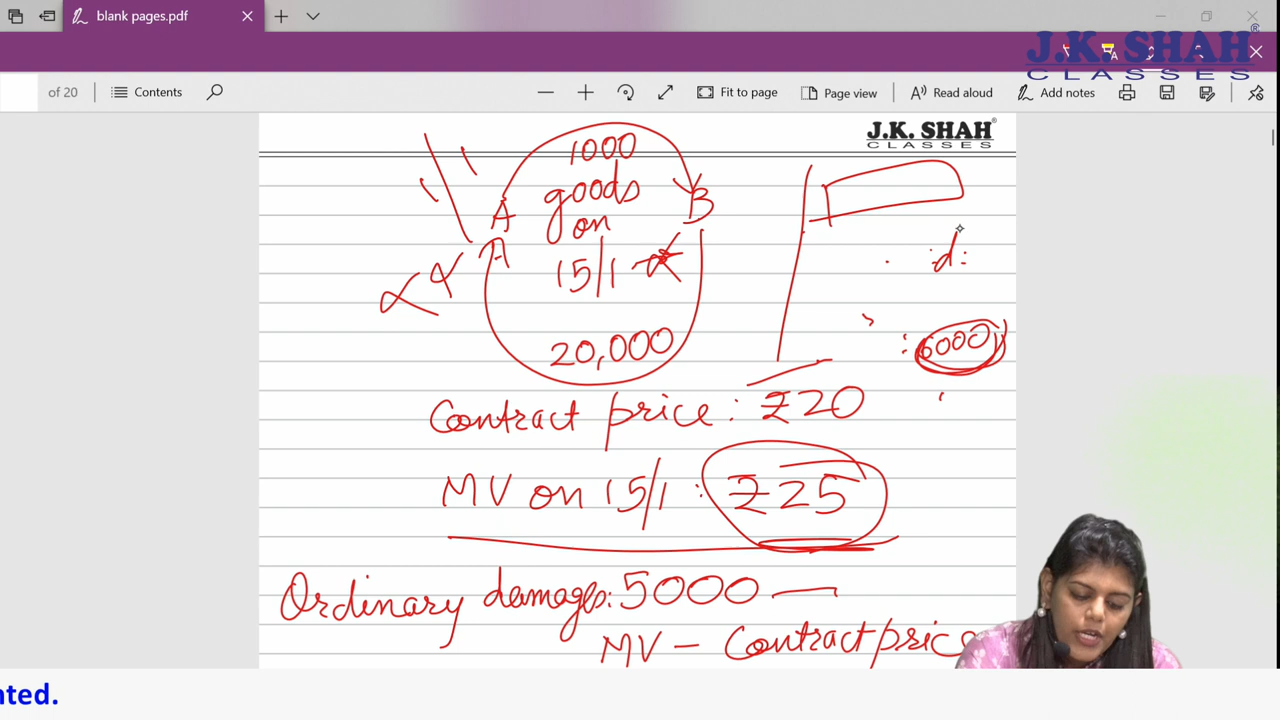 blank pages.pdf
J.K. SHAH®
CLASSES
of 20
Contents
Fit to page
Page view
Read aloud
Add notes
J.K. SHAH®
CLASSES
1000
A goods B
on
A 15/1
20,000
d:
Contract price: ₹20
MV on 15/1: ₹25
Ordinary damages: 5000 —
MV – Contract price
nted.